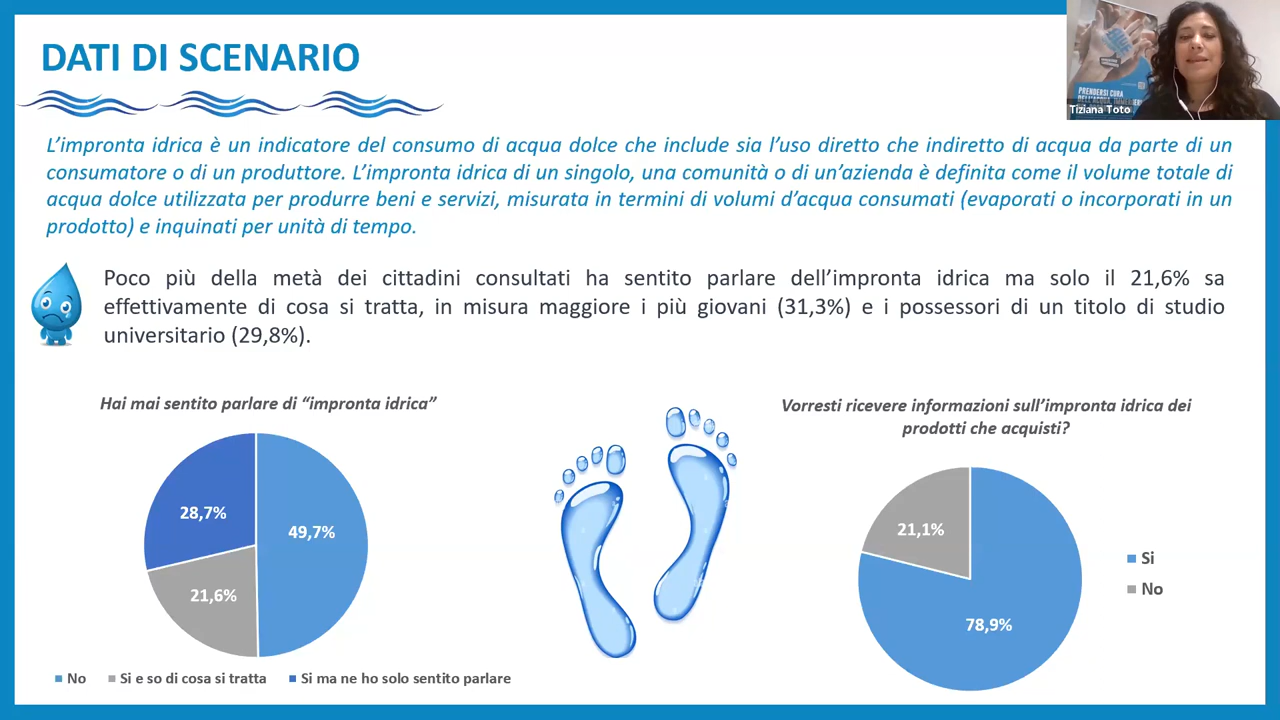 DATI DI SCENARIO
PRENDERSI CURA
DELL'ACQUA,
Tiziana Toto
L'impronta idrica è un indicatore del consumo di acqua dolce che include sia l'uso diretto che indiretto di acqua da parte di un
consumatore o di un produttore. L'impronta idrica di un singolo, una comunità o di un'azienda è definita come il volume totale di
acqua dolce utilizzata per produrre beni e servizi, misurata in termini di volumi d'acqua consumati (evaporati o incorporati in un
prodotto) e inquinati per unità di tempo.
Poco più della metà dei cittadini consultati ha sentito parlare dell'impronta idrica ma solo il 21,6% sa
effettivamente di cosa si tratta, in misura maggiore i più giovani (31,3%) e i possessori di un titolo di studio
universitario (29,8%).
Hai mai sentito parlare di "impronta idrica"
28,7%
49,7%
21,6%
No
Si e so di cosa si tratta
Si ma ne ho solo sentito parlare
Vorresti ricevere informazioni sull'impronta idrica dei
prodotti che acquisti?
21,1%
78,9%
Si
No